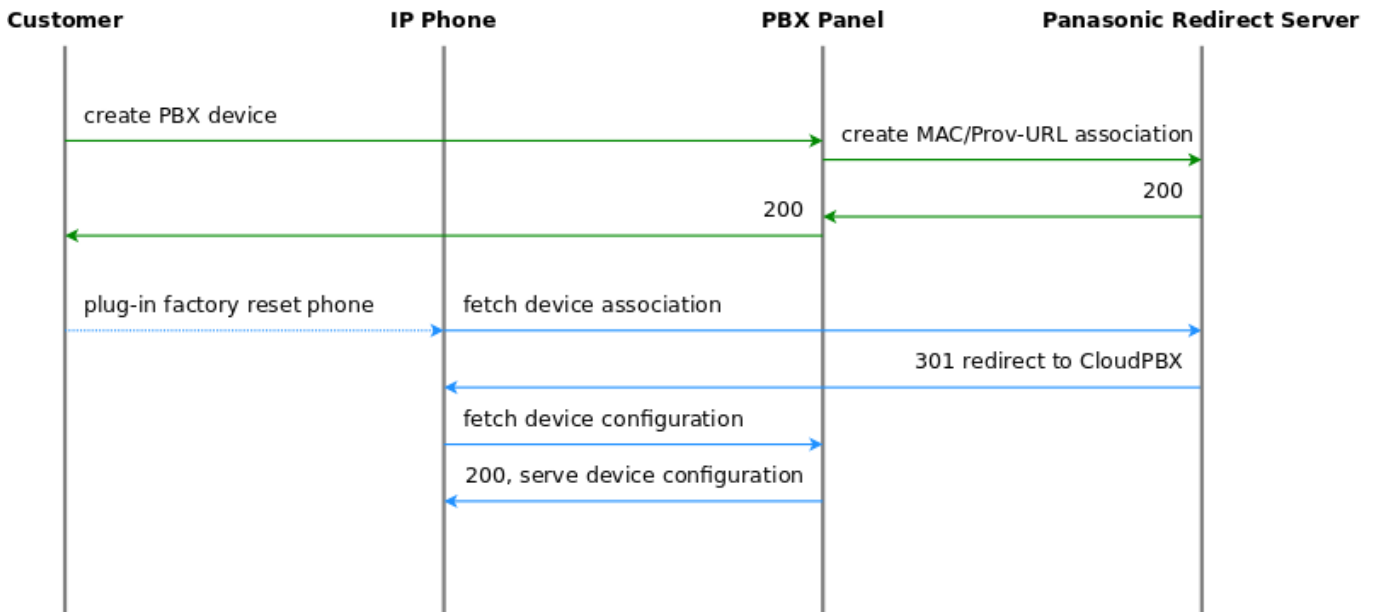 Customer IP Phone PBX Panel Panasonic Redirect Server
create PBX device
create MAC/Prov-URL association
200
200
plug-in factory reset phone fetch device association
301 redirect to CloudPBX
fetch device configuration
200, serve device configuration